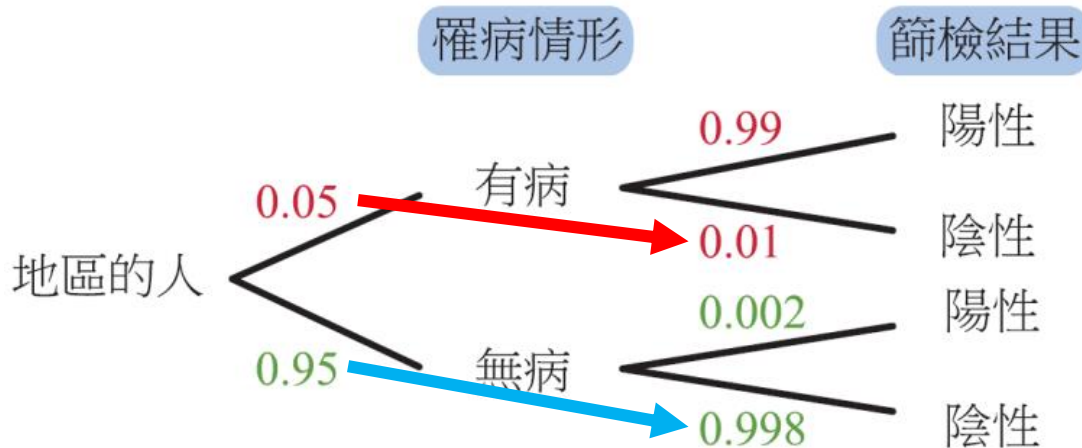 罹病情形 篩檢結果
0.99 陽性
0.05 有病
0.01 陰性
地區的人
0.002 陽性
0.95 無病
0.998 陰性